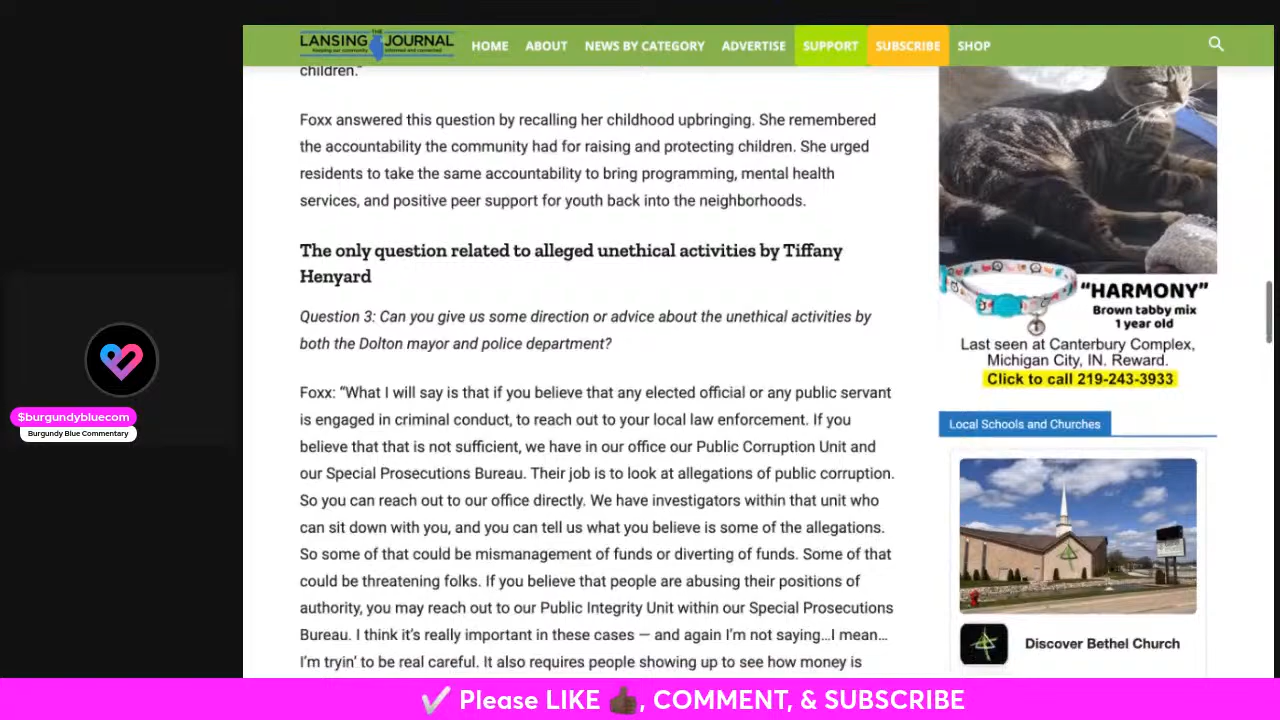 THE
LANSING JOURNAL
Keeping our community informed and connected
HOME
ABOUT
NEWS BY CATEGORY
ADVERTISE
SUPPORT
SUBSCRIBE
SHOP
children."
Foxx answered this question by recalling her childhood upbringing. She remembered
the accountability the community had for raising and protecting children. She urged
residents to take the same accountability to bring programming, mental health
services, and positive peer support for youth back into the neighborhoods.
The only question related to alleged unethical activities by Tiffany
Henyard
Question 3: Can you give us some direction or advice about the unethical activities by
both the Dolton mayor and police department?
Foxx: “What I will say is that if you believe that any elected official or any public servant
is engaged in criminal conduct, to reach out to your local law enforcement. If you
believe that that is not sufficient, we have in our office our Public Corruption Unit and
our Special Prosecutions Bureau. Their job is to look at allegations of public corruption.
So you can reach out to our office directly. We have investigators within that unit who
can sit down with you, and you can tell us what you believe is some of the allegations.
So some of that could be mismanagement of funds or diverting of funds. Some of that
could be threatening folks. If you believe that people are abusing their positions of
authority, you may reach out to our Public Integrity Unit within our Special Prosecutions
Bureau. I think it’s really important in these cases — and again I’m not saying…I mean…
I’m tryin’ to be real careful. It also requires people showing up to see how money is
“HARMONY”
Brown tabby mix
1 year old
Last seen at Canterbury Complex,
Michigan City, IN. Reward.
Click to call 219-243-3933
Local Schools and Churches
Discover Bethel Church
$burgundybluecom
Burgundy Blue Commentary
✔ Please LIKE 👍🏿, COMMENT, & SUBSCRIBE